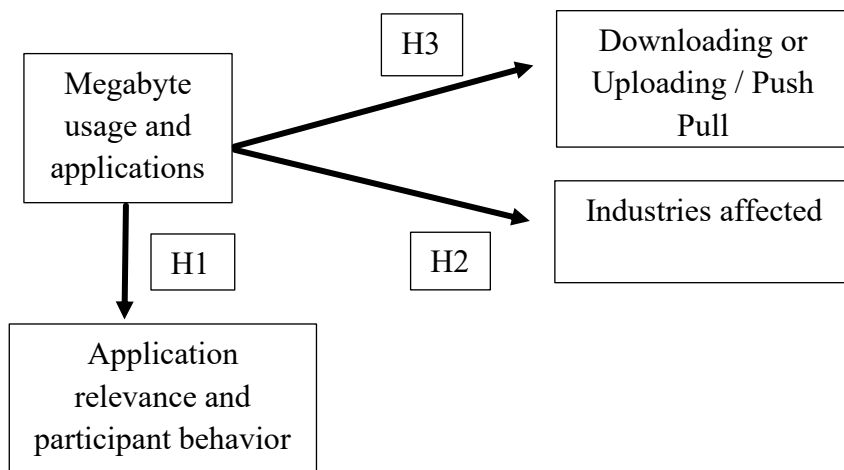 Megabyte
usage and
applications
H3
Downloading or
Uploading / Push
Pull
Industries affected
H2
H1
Application
relevance and
participant behavior